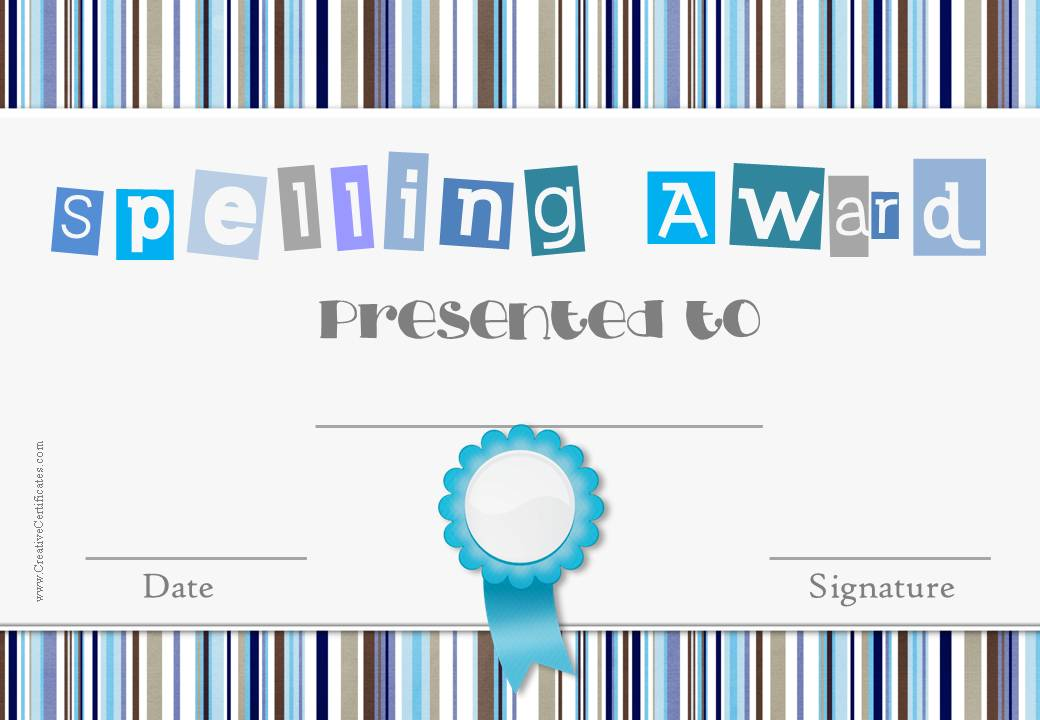 Spelling Award
Presented to
www.CreativeCertificates.com
Date
Signature